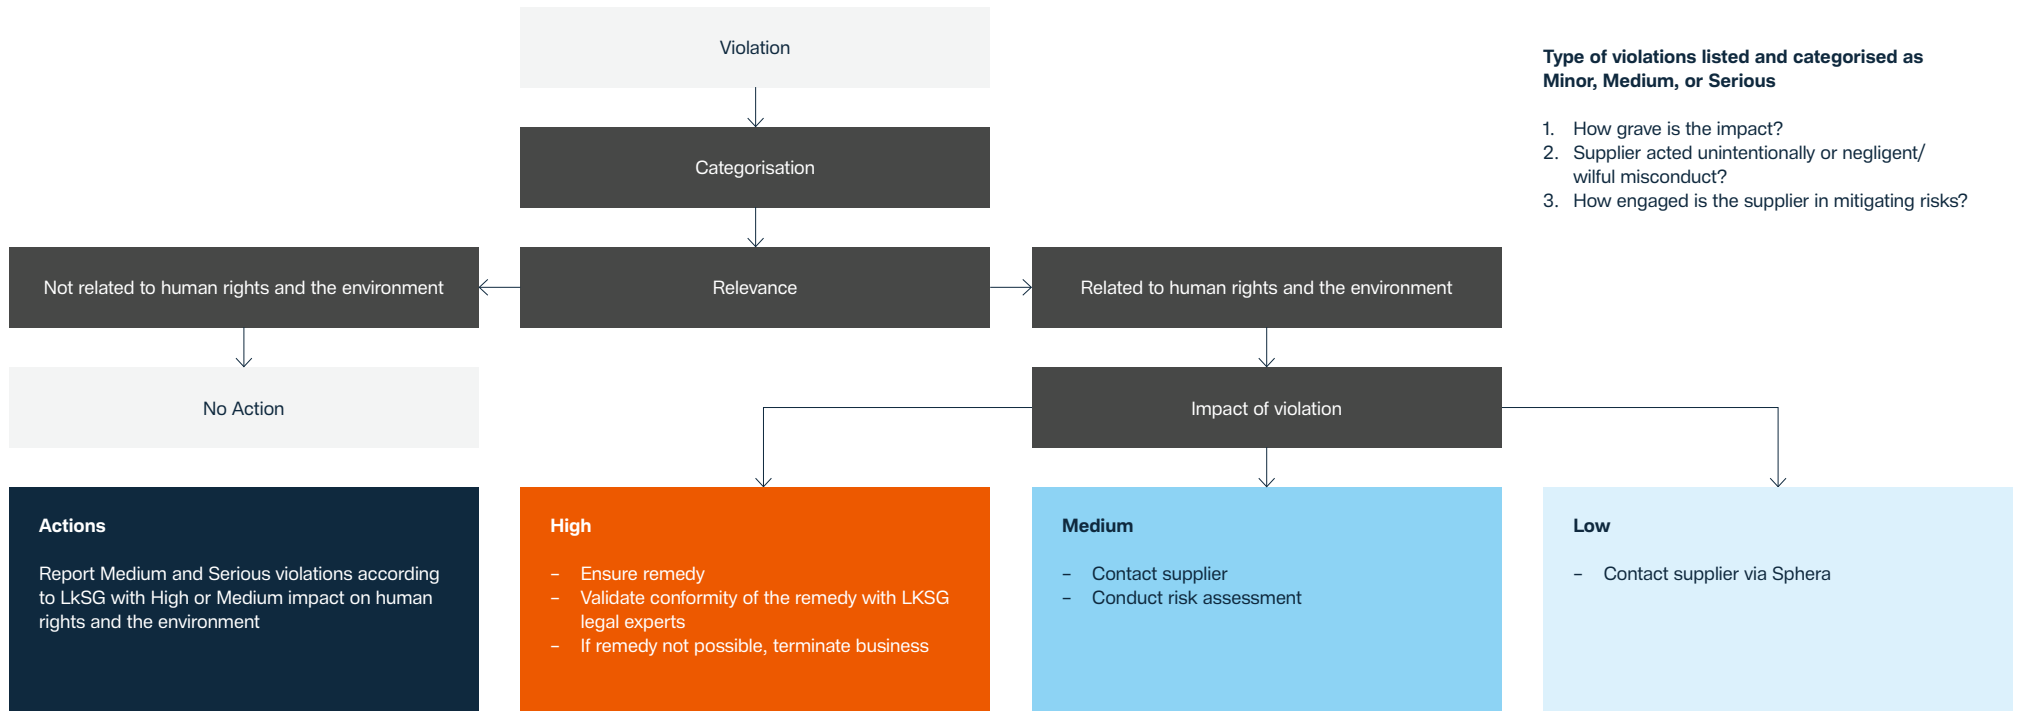 Violation
Type of violations listed and categorised as
Minor, Medium, or Serious
1. How grave is the impact?
2. Supplier acted unintentionally or negligent/
wilful misconduct?
3. How engaged is the supplier in mitigating risks?
Categorisation
Not related to human rights and the environment
Relevance
Related to human rights and the environment
No Action
Impact of violation
Actions
Report Medium and Serious violations according
to LkSG with High or Medium impact on human
rights and the environment
High
– Ensure remedy
– Validate conformity of the remedy with LKSG
legal experts
– If remedy not possible, terminate business
Medium
– Contact supplier
– Conduct risk assessment
Low
– Contact supplier via Sphera